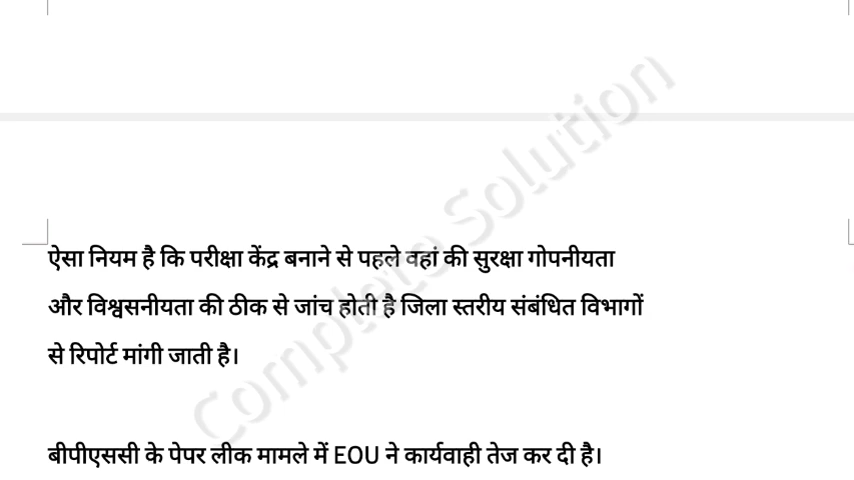 Complete Solution
ऐसा नियम है कि परीक्षा केंद्र बनाने से पहले वहां की सुरक्षा गोपनीयता
और विश्वसनीयता की ठीक से जांच होती है जिला स्तरीय संबंधित विभागों
से रिपोर्ट मांगी जाती है।
बीपीएससी के पेपर लीक मामले में EOU ने कार्यवाही तेज कर दी है।